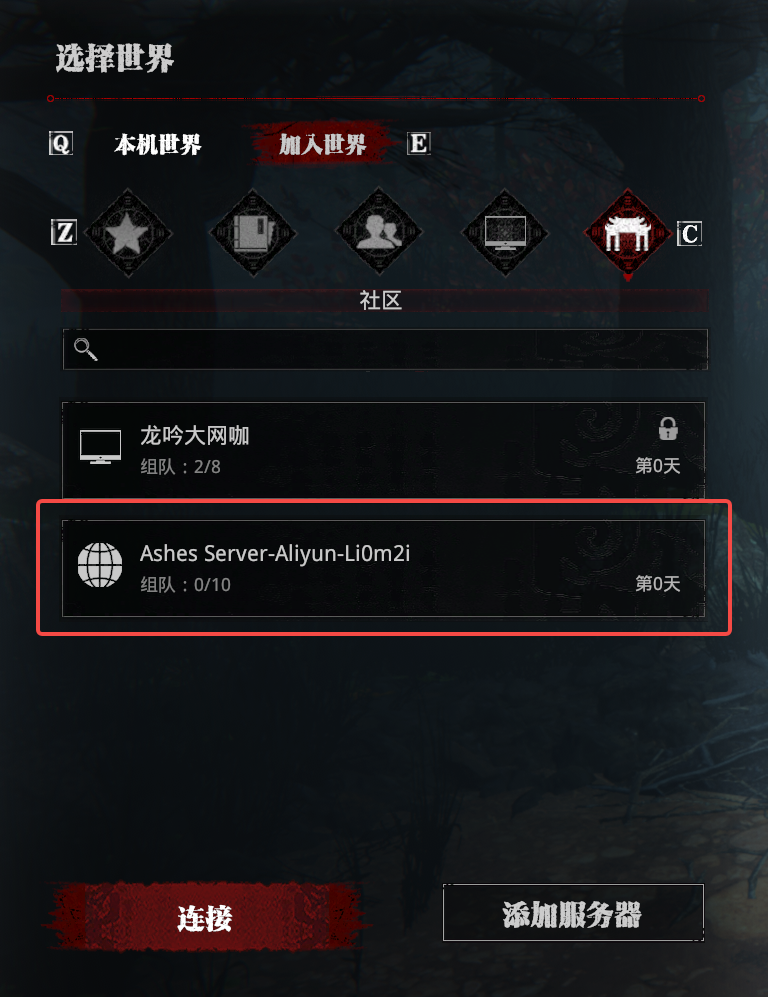 选择世界
Q 本机世界 加入世界 E
Z C
社区
龙吟大网咖
组队：2/8 第0天
Ashes Server-Aliyun-Li0m2i
组队：0/10 第0天
连接 添加服务器